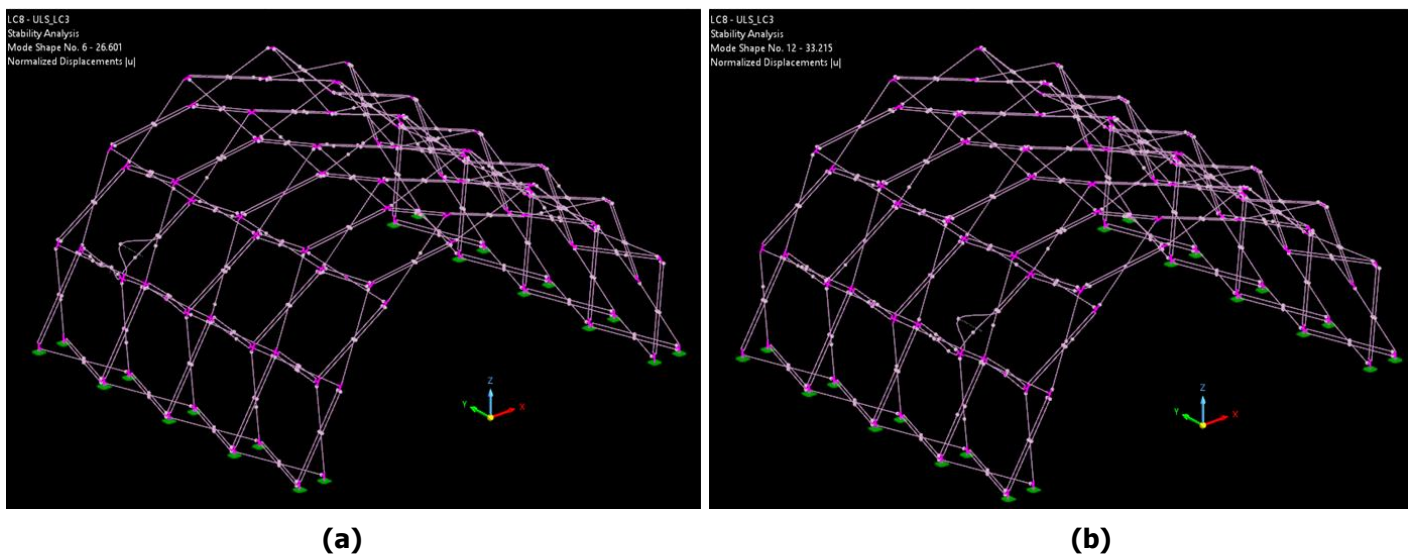 LC8 - ULS_LC3
Stability Analysis
Mode Shape No. 6 - 26.601
Normalized Displacements |u|
Z
Y
X
LC8 - ULS_LC3
Stability Analysis
Mode Shape No. 12 - 33.215
Normalized Displacements |u|
Z
Y
X
(a)
(b)